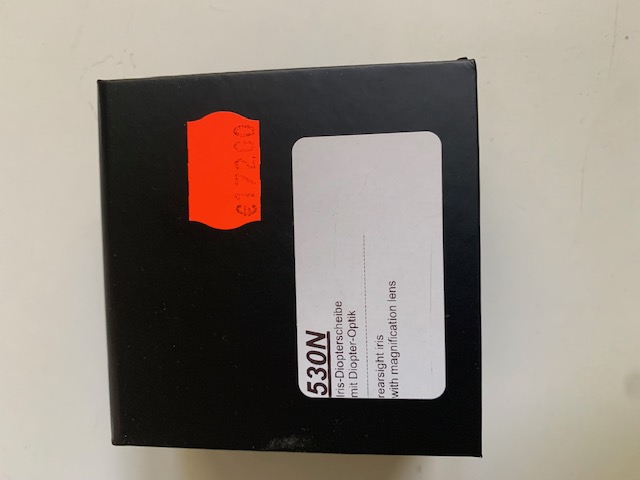 €172.00
530N
Iris-Diopterscheibe
mit Diopter-Optik
rearsight iris
with magnification lens